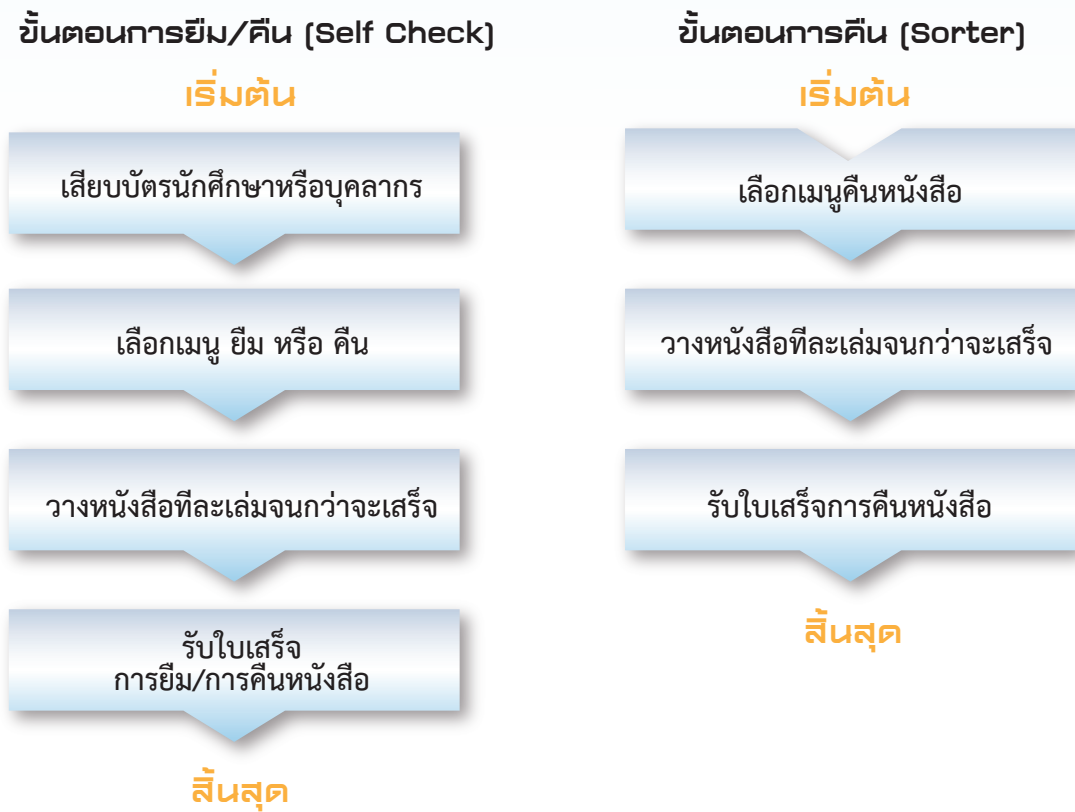 ขั้นตอนการยืม/คืน (Self Check)
เริ่มต้น
เสียบบัตรนักศึกษาหรือบุคลากร
เลือกเมนู ยืม หรือ คืน
วางหนังสือทีละเล่มจนกว่าจะเสร็จ
รับใบเสร็จ
การยืม/การคืนหนังสือ
สิ้นสุด
ขั้นตอนการคืน (Sorter)
เริ่มต้น
เลือกเมนูคืนหนังสือ
วางหนังสือทีละเล่มจนกว่าจะเสร็จ
รับใบเสร็จการคืนหนังสือ
สิ้นสุด